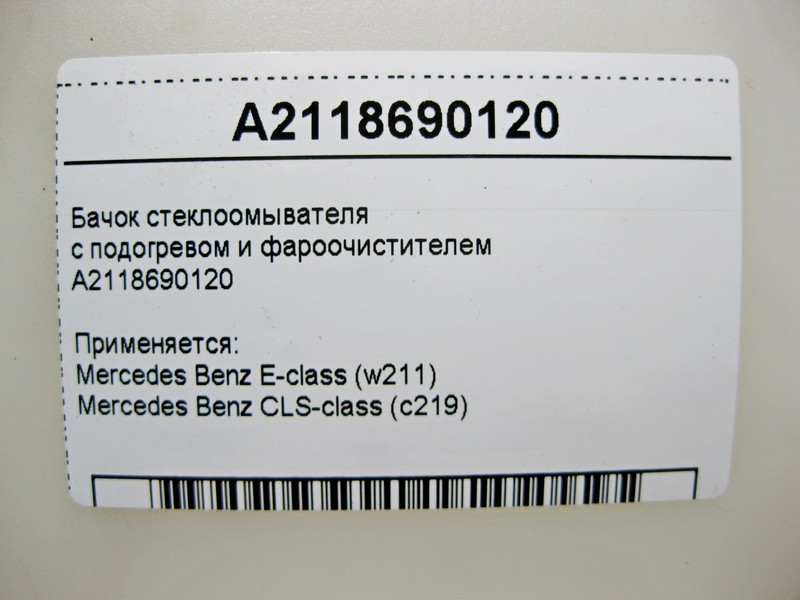 A2118690120
Бачок стеклоомывателя
с подогревом и фароочистителем
A2118690120
Применяется:
Mercedes Benz E-class (w211)
Mercedes Benz CLS-class (c219)